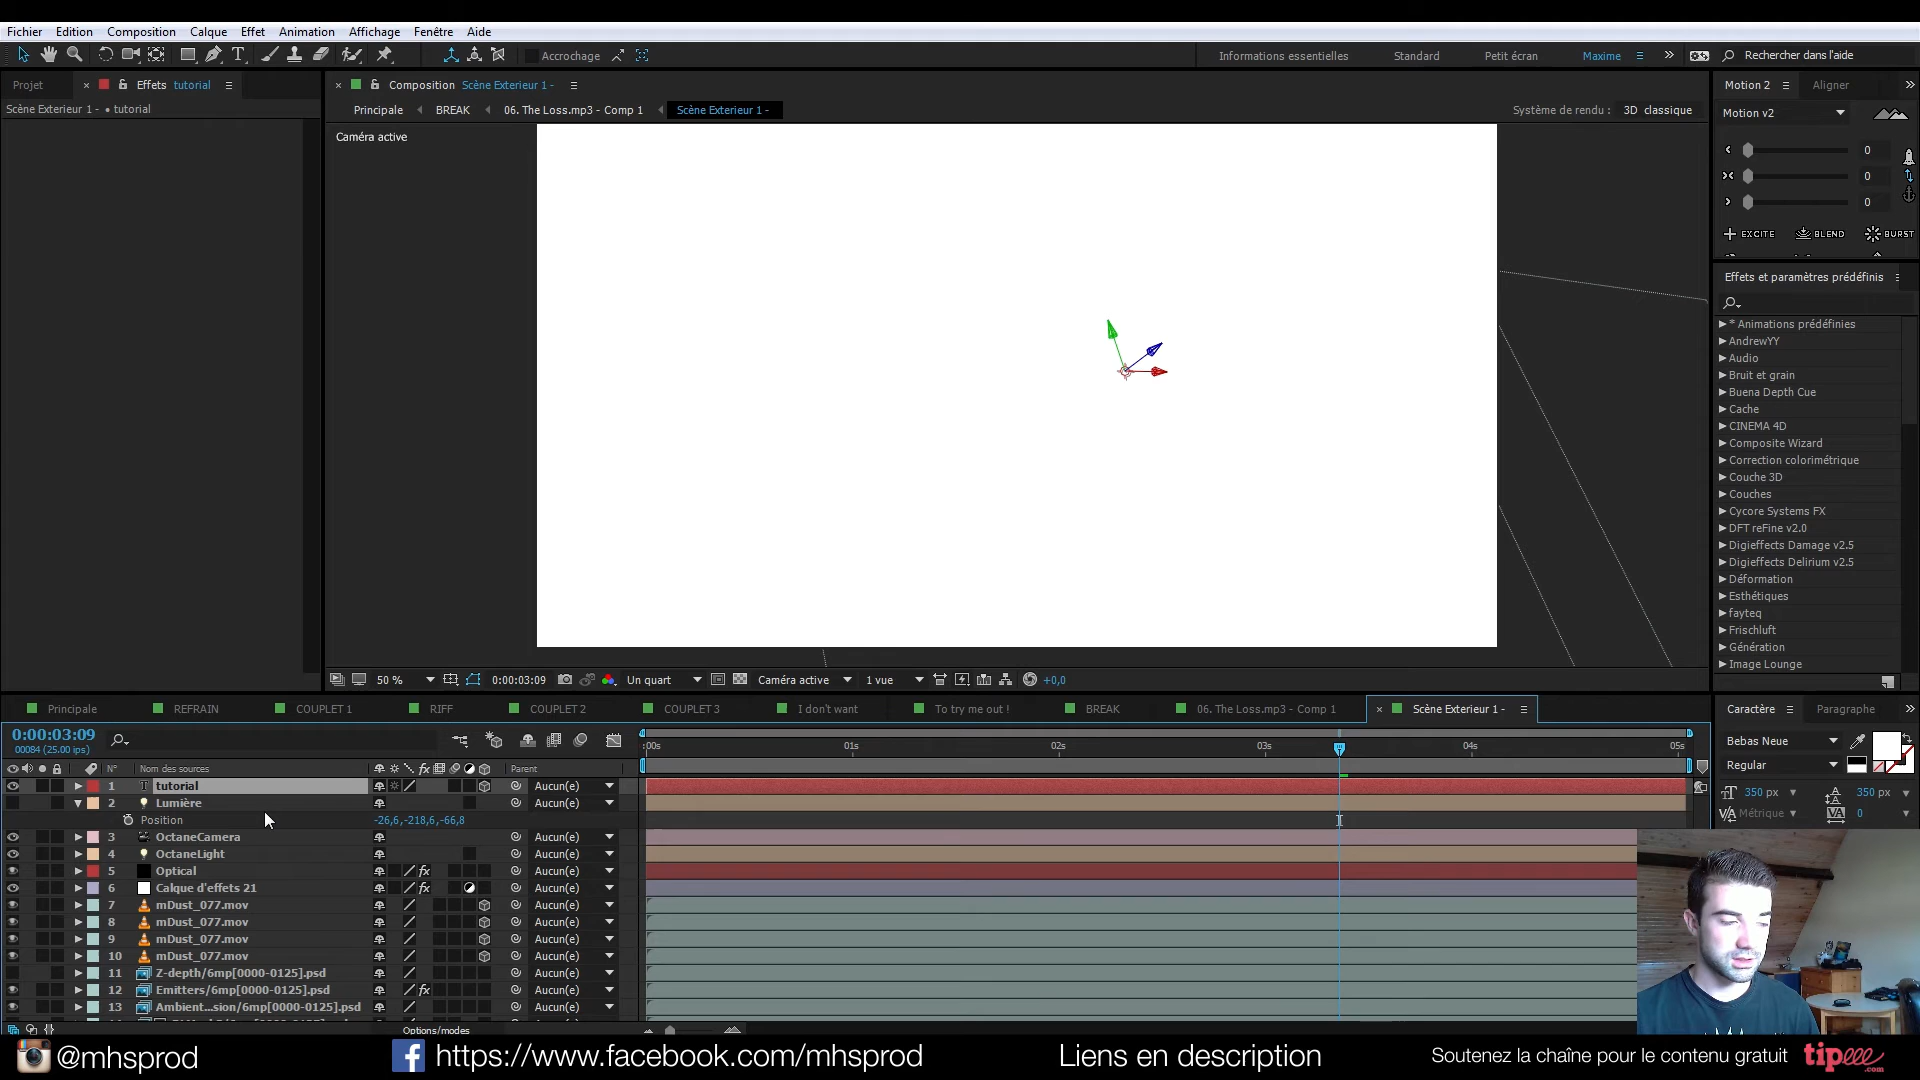 Fichier Edition Composition Calque Effet Animation Affichage Fenêtre Aide
Accrochage
Informations essentielles Standard Petit écran Maxime Rechercher dans l'aide
Projet Effets tutorial
Scène Exterieur 1 - • tutorial
Composition Scène Exterieur 1 -
Principale BREAK 06. The Loss.mp3 - Comp 1 Scène Exterieur 1 -
Système de rendu : 3D classique
Caméra active
Motion 2 Aligner
Motion v2
0
0
0
EXCITE BLEND BURST
Effets et paramètres prédéfinis
* Animations prédéfinies
AndrewYY
Audio
Bruit et grain
Buena Depth Cue
Cache
CINEMA 4D
Composite Wizard
Correction colorimétrique
Couche 3D
Couches
Cycore Systems FX
DFT reFine v2.0
Digieffects Damage v2.5
Digieffects Delirium v2.5
Déformation
Esthétiques
fayteq
Frischluft
Génération
Image Lounge
50 % 0:00:03:09 Un quart Caméra active 1 vue +0,0
Principale REFRAIN COUPLET 1 RIFF COUPLET 2 COUPLET 3 I don't want To try me out ! BREAK 06. The Loss.mp3 - Comp 1 Scène Exterieur 1 -
Caractère Paragraphe
Bebas Neue
Regular
350 px 350 px
Métrique 0
0:00:03:09
00084 (25.00 ips)
:00s 01s 02s 03s 04s 05s
N° Nom des sources Parent
1 tutorial Aucun(e)
2 Lumière Aucun(e)
Position -26,6,-218,6,-66,8
3 OctaneCamera Aucun(e)
4 OctaneLight Aucun(e)
5 Optical fx Aucun(e)
6 Calque d'effets 21 fx Aucun(e)
7 mDust_077.mov Aucun(e)
8 mDust_077.mov Aucun(e)
9 mDust_077.mov Aucun(e)
10 mDust_077.mov Aucun(e)
11 Z-depth/6mp[0000-0125].psd Aucun(e)
12 Emitters/6mp[0000-0125].psd fx Aucun(e)
13 Ambient...sion/6mp[0000-0125].psd Aucun(e)
Options/modes
@mhsprod https://www.facebook.com/mhsprod Liens en description Soutenez la chaîne pour le contenu gratuit tipeee.com